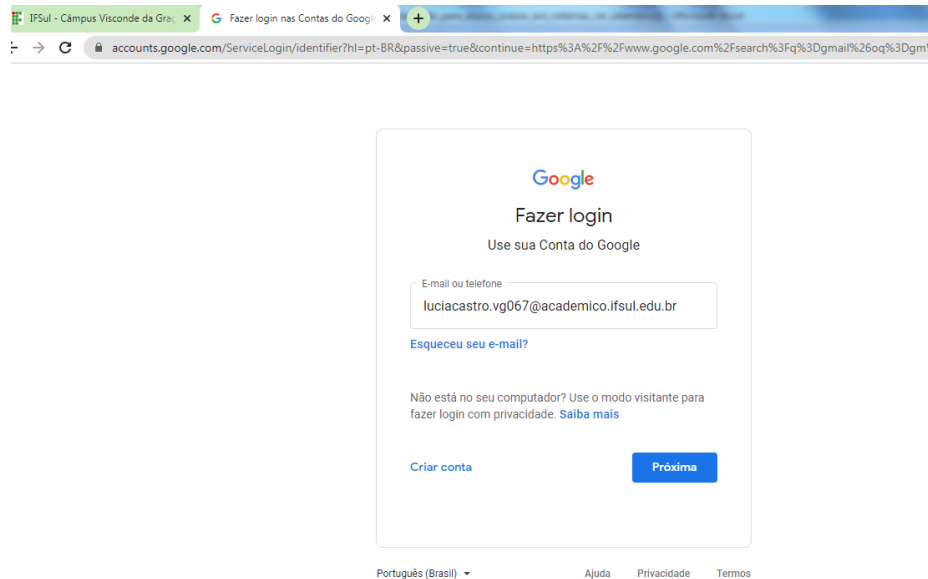 IFSul - Câmpus Visconde da Graç
Fazer login nas Contas do Googl
accounts.google.com/ServiceLogin/identifier?hl=pt-BR&passive=true&continue=https%3A%2F%2Fwww.google.com%2Fsearch%3Fq%3Dgmail%26oq%3Dgm%
Google
Fazer login
Use sua Conta do Google
E-mail ou telefone
luciacastro.vg067@academico.ifsul.edu.br
Esqueceu seu e-mail?
Não está no seu computador? Use o modo visitante para
fazer login com privacidade. Saiba mais
Criar conta
Próxima
Português (Brasil)
Ajuda
Privacidade
Termos